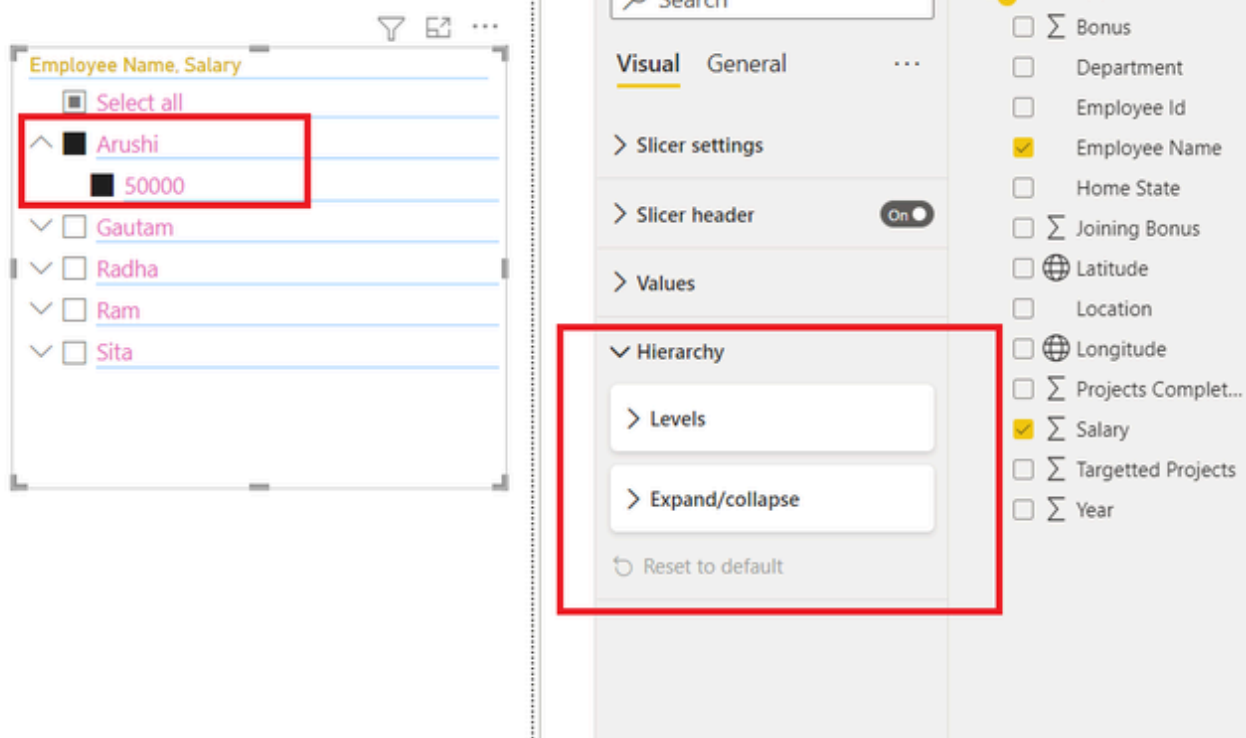 Employee Name, Salary
Select all
Arushi
50000
Gautam
Radha
Ram
Sita
Search
Visual General ...
Slicer settings
Slicer header On
Values
Hierarchy
Levels
Expand/collapse
Reset to default
Bonus
Department
Employee Id
Employee Name
Home State
Joining Bonus
Latitude
Location
Longitude
Projects Complet...
Salary
Targetted Projects
Year